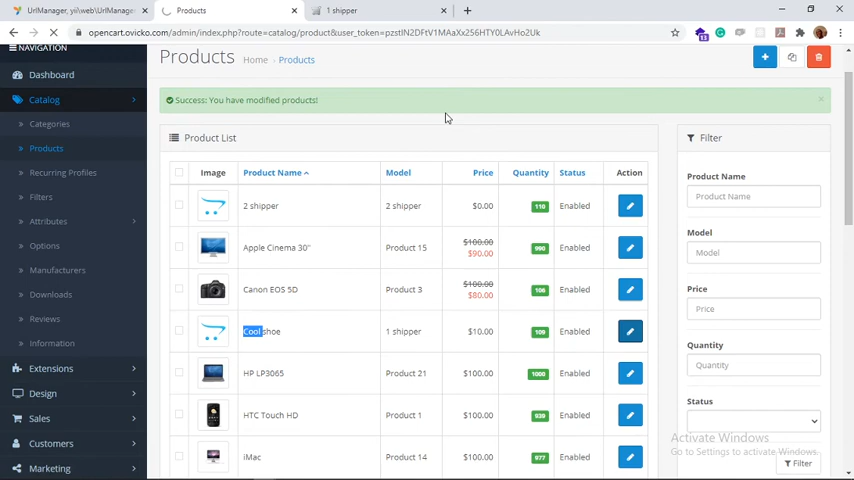 UrlManager, yii\web\UrlManager
Products
1 shipper
opencart.ovicko.com/admin/index.php?route=catalog/product&user_token=pzstIN2DFtV1MAaXx256HTY0LAvHo2Uk
NAVIGATION
Dashboard
Catalog
Categories
Products
Recurring Profiles
Filters
Attributes
Options
Manufacturers
Downloads
Reviews
Information
Extensions
Design
Sales
Customers
Marketing
Products
Home
Products
Success: You have modified products!
Product List
Image Product Name Model Price Quantity Status Action
2 shipper 2 shipper $0.00 110 Enabled
Apple Cinema 30" Product 15 $100.00 $90.00 990 Enabled
Canon EOS 5D Product 3 $100.00 $80.00 106 Enabled
Cool shoe 1 shipper $10.00 109 Enabled
HP LP3065 Product 21 $100.00 1000 Enabled
HTC Touch HD Product 1 $100.00 939 Enabled
iMac Product 14 $100.00 977 Enabled
Filter
Product Name
Product Name
Model
Model
Price
Price
Quantity
Quantity
Status
Activate Windows
Go to Settings to activate Windows.
Filter